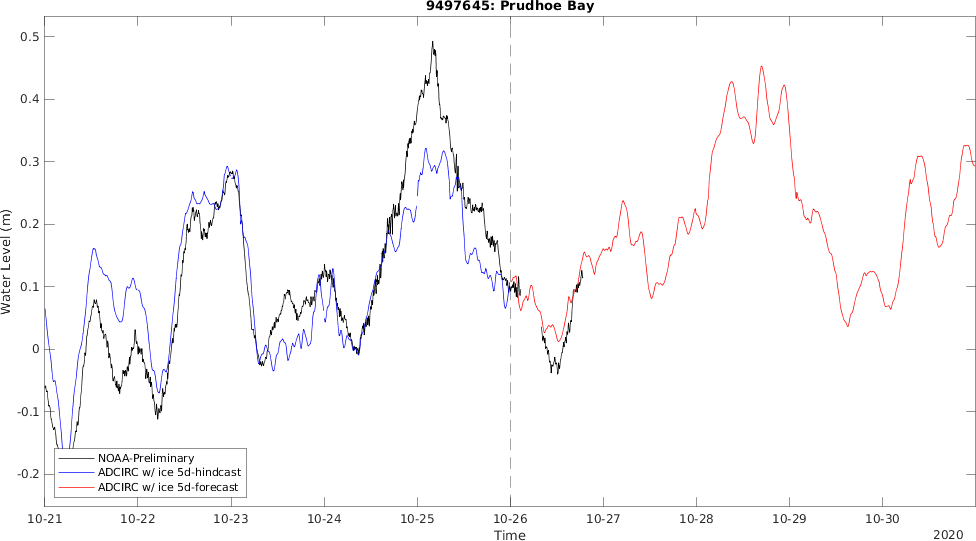 9497645: Prudhoe Bay
Water Level (m)
0.5
0.4
0.3
0.2
0.1
0
-0.1
-0.2
NOAA-Preliminary
ADCIRC w/ ice 5d-hindcast
ADCIRC w/ ice 5d-forecast
10-21 10-22 10-23 10-24 10-25 10-26 10-27 10-28 10-29 10-30
Time
2020